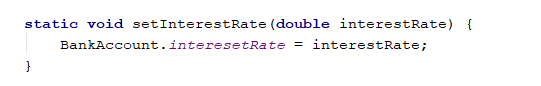 static void setInterestRate(double interestRate) {
    BankAccount.interesetRate = interestRate;
}